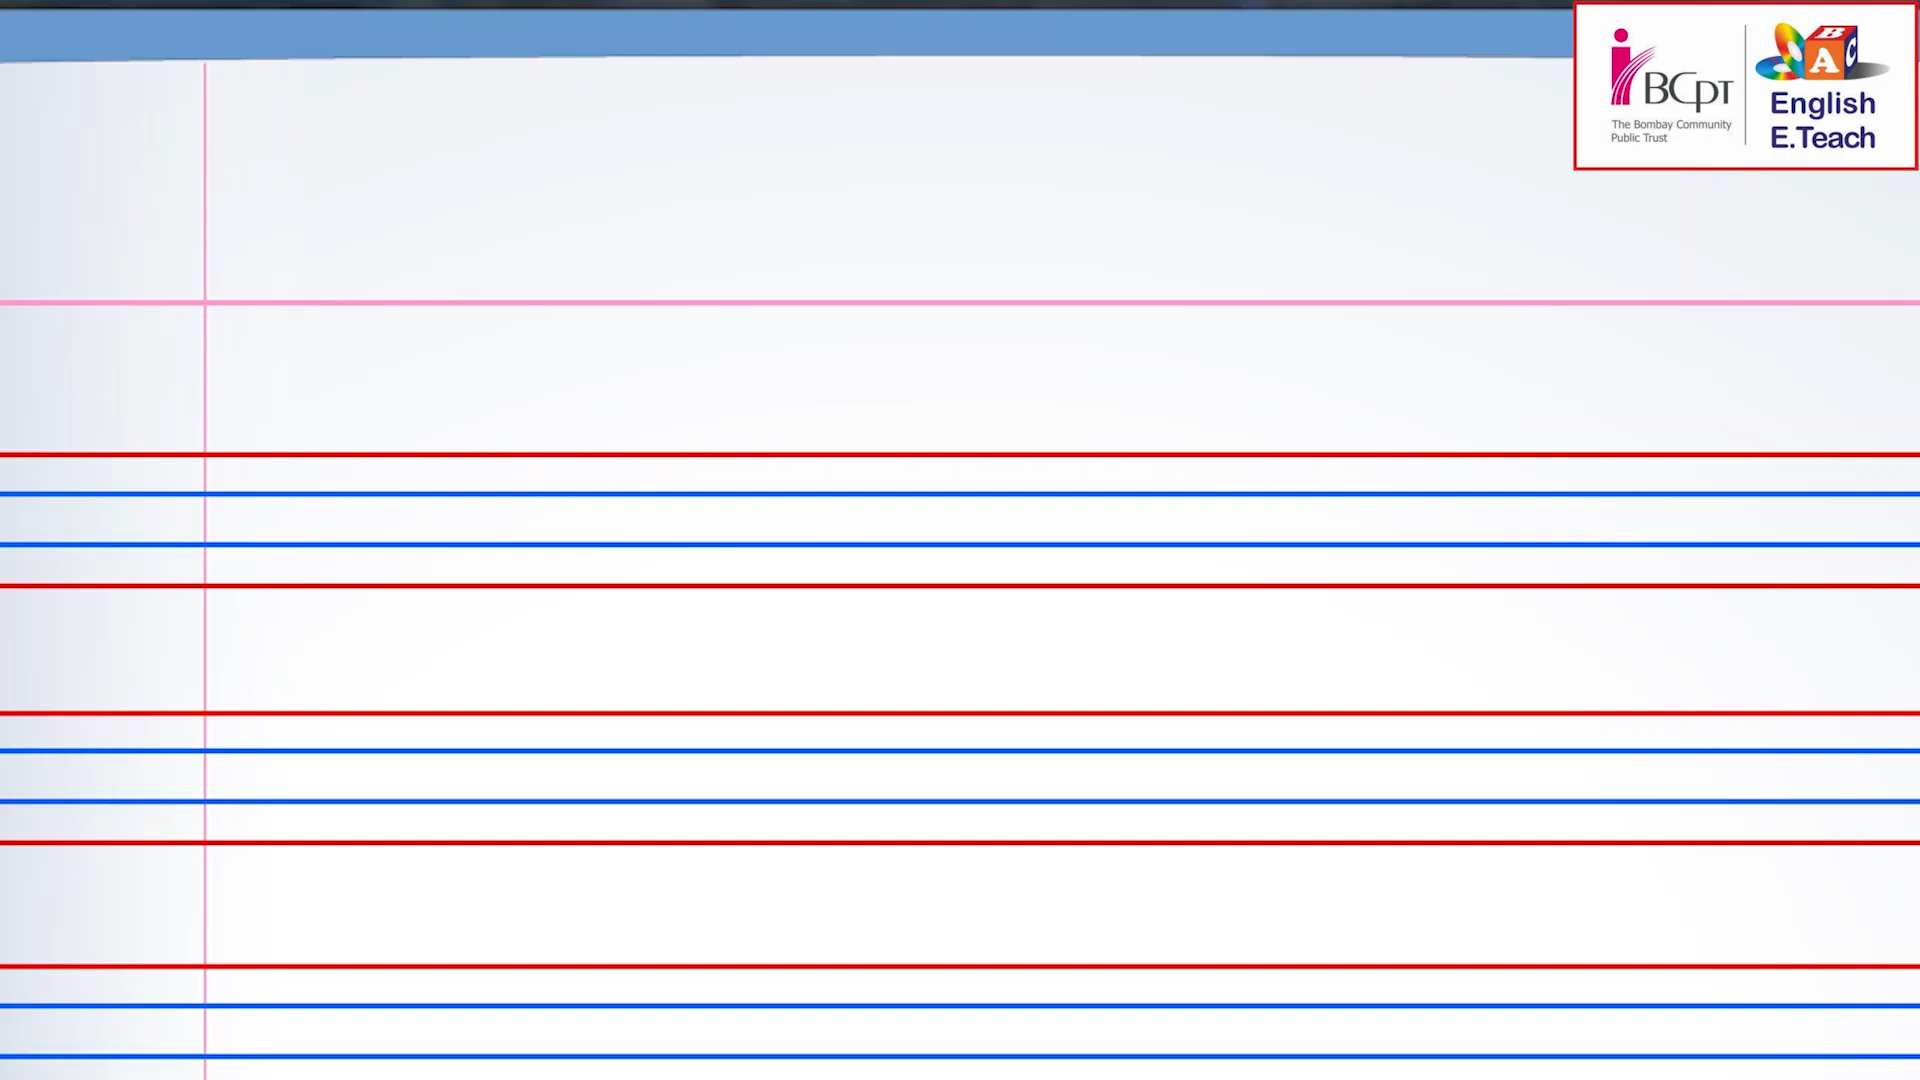 BCPT
The Bombay Community
Public Trust
B
A C
English
E.Teach